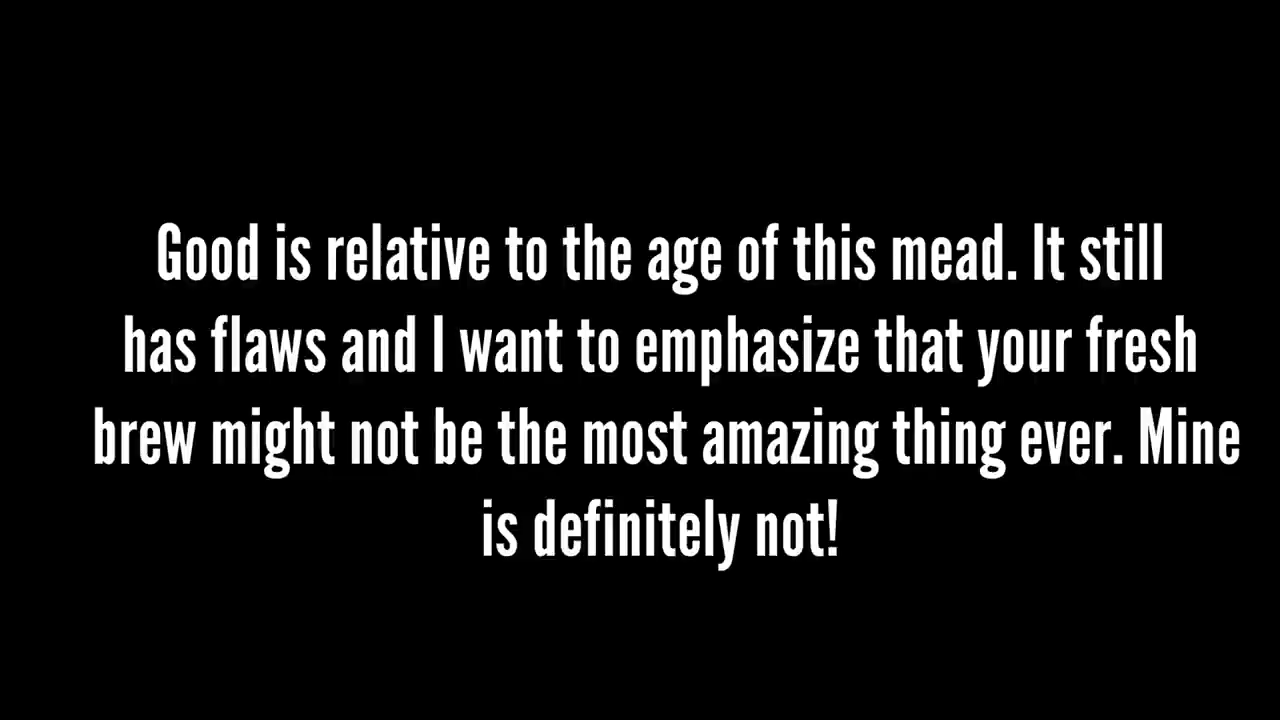 Good is relative to the age of this mead. It still
has flaws and I want to emphasize that your fresh
brew might not be the most amazing thing ever. Mine
is definitely not!